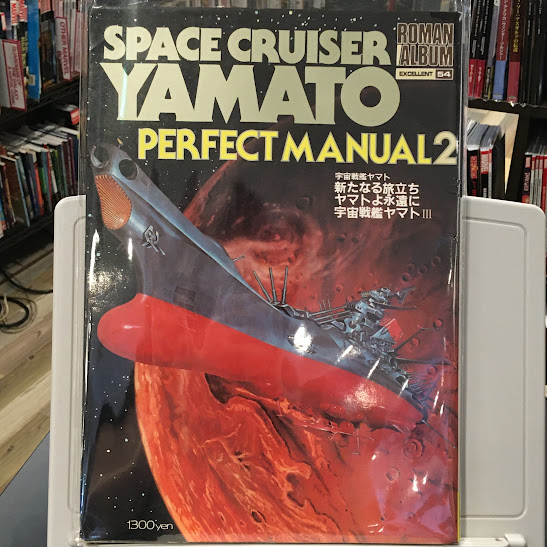 SPACE CRUISER
YAMATO
PERFECT MANUAL 2
ROMAN
ALBUM
EXCELLENT 54
宇宙戦艦ヤマト
新たなる旅立ち
ヤマトよ永遠に
宇宙戦艦ヤマトIII
1300yen